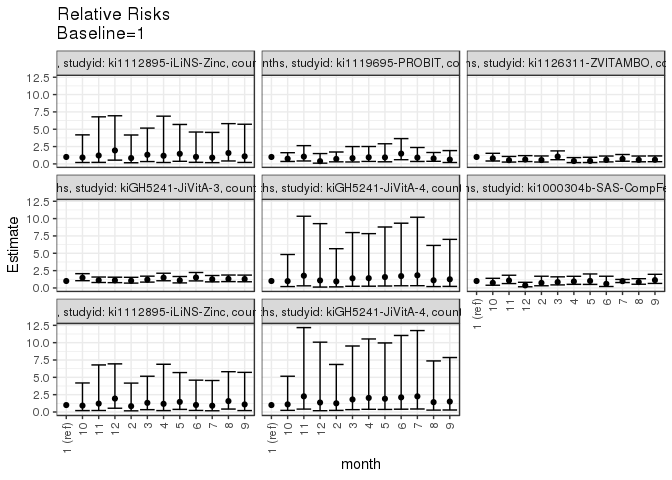 Relative Risks
Baseline=1
, studyid: ki1112895-iLiNS-Zinc, coun
nths, studyid: ki1119695-PROBIT, co
ths, studyid: ki1126311-ZVITAMBO, co
12.5
10.0
7.5
5.0
2.5
0.0
hs, studyid: kiGH5241-JiVitA-3, count
ths, studyid: kiGH5241-JiVitA-4, count
s, studyid: ki1000304b-SAS-CompFe
12.5
10.0
7.5
5.0
2.5
0.0
1 (ref) 10 11 12 2 3 4 5 6 7 8 9
, studyid: ki1112895-iLiNS-Zinc, coun
ths, studyid: kiGH5241-JiVitA-4, count
12.5
10.0
7.5
5.0
2.5
0.0
1 (ref) 10 11 12 2 3 4 5 6 7 8 9
1 (ref) 10 11 12 2 3 4 5 6 7 8 9
Estimate
month